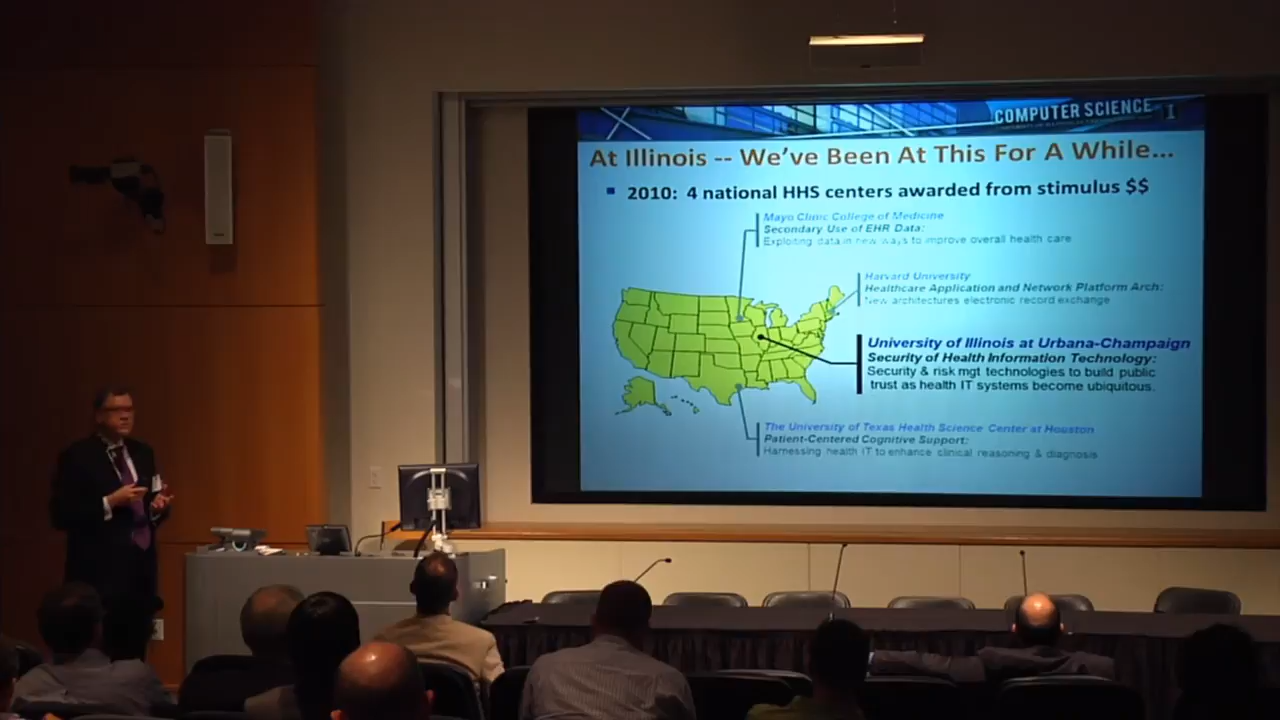 COMPUTER SCIENCE
At Illinois -- We've Been At This For A While...
2010: 4 national HHS centers awarded from stimulus $$
Mayo Clinic College of Medicine
Secondary Use of EHR Data:
Exploiting data in new ways to improve overall health care
Harvard University
Healthcare Application and Network Platform Arch:
New architectures electronic record exchange
University of Illinois at Urbana-Champaign
Security of Health Information Technology:
Security & risk mgt technologies to build public
trust as health IT systems become ubiquitous.
The University of Texas Health Science Center at Houston
Patient-Centered Cognitive Support:
Harnessing health IT to enhance clinical reasoning & diagnosis